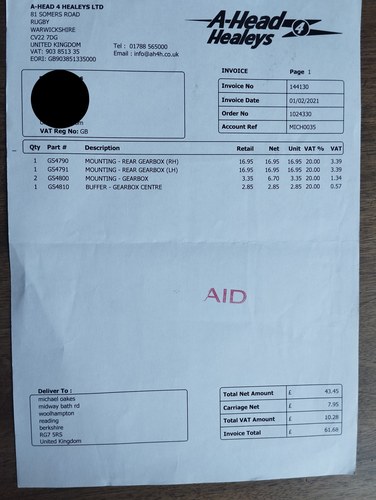 A-HEAD 4 HEALEYS LTD
81 SOMERS ROAD
RUGBY
WARWICKSHIRE
CV22 7DG
UNITED KINGDOM
VAT: 903 8513 35
EORI: GB903851335000
Tel : 01788 565000
Email : info@ah4h.co.uk
A-Head 4
Healeys
INVOICE Page 1
Invoice No 144130
Invoice Date 01/02/2021
Order No 1024330
Account Ref MICH0035
VAT Reg No: GB
Qty Part # Description Retail Net Unit VAT % VAT
1 GS4790 MOUNTING - REAR GEARBOX (RH) 16.95 16.95 16.95 20.00 3.39
1 GS4791 MOUNTING - REAR GEARBOX (LH) 16.95 16.95 16.95 20.00 3.39
2 GS4800 MOUNTING - GEARBOX 3.35 6.70 3.35 20.00 1.34
1 GS4810 BUFFER - GEARBOX CENTRE 2.85 2.85 2.85 20.00 0.57
AID
Deliver To :
michael oakes
midway bath rd
woolhampton
reading
berkshire
RG7 5RS
United Kingdom
Total Net Amount £ 43.45
Carriage Net £ 7.95
Total VAT Amount £ 10.28
Invoice Total £ 61.68